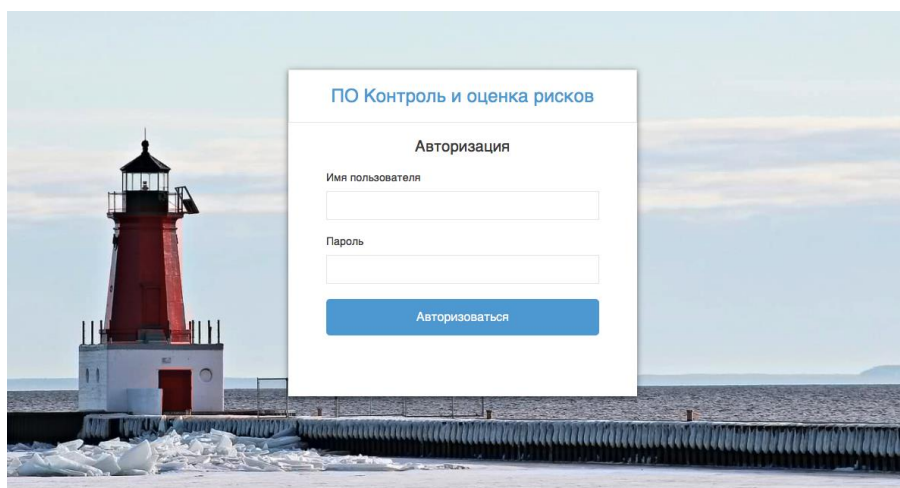 ПО Контроль и оценка рисков
Авторизация
Имя пользователя
Пароль
Авторизоваться